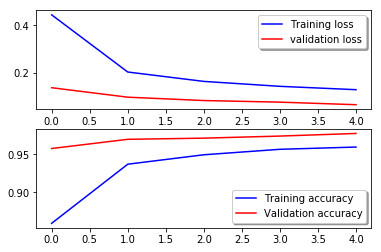 0.4
0.2
Training loss
validation loss
0.0 0.5 1.0 1.5 2.0 2.5 3.0 3.5 4.0
0.95
0.90
Training accuracy
Validation accuracy
0.0 0.5 1.0 1.5 2.0 2.5 3.0 3.5 4.0